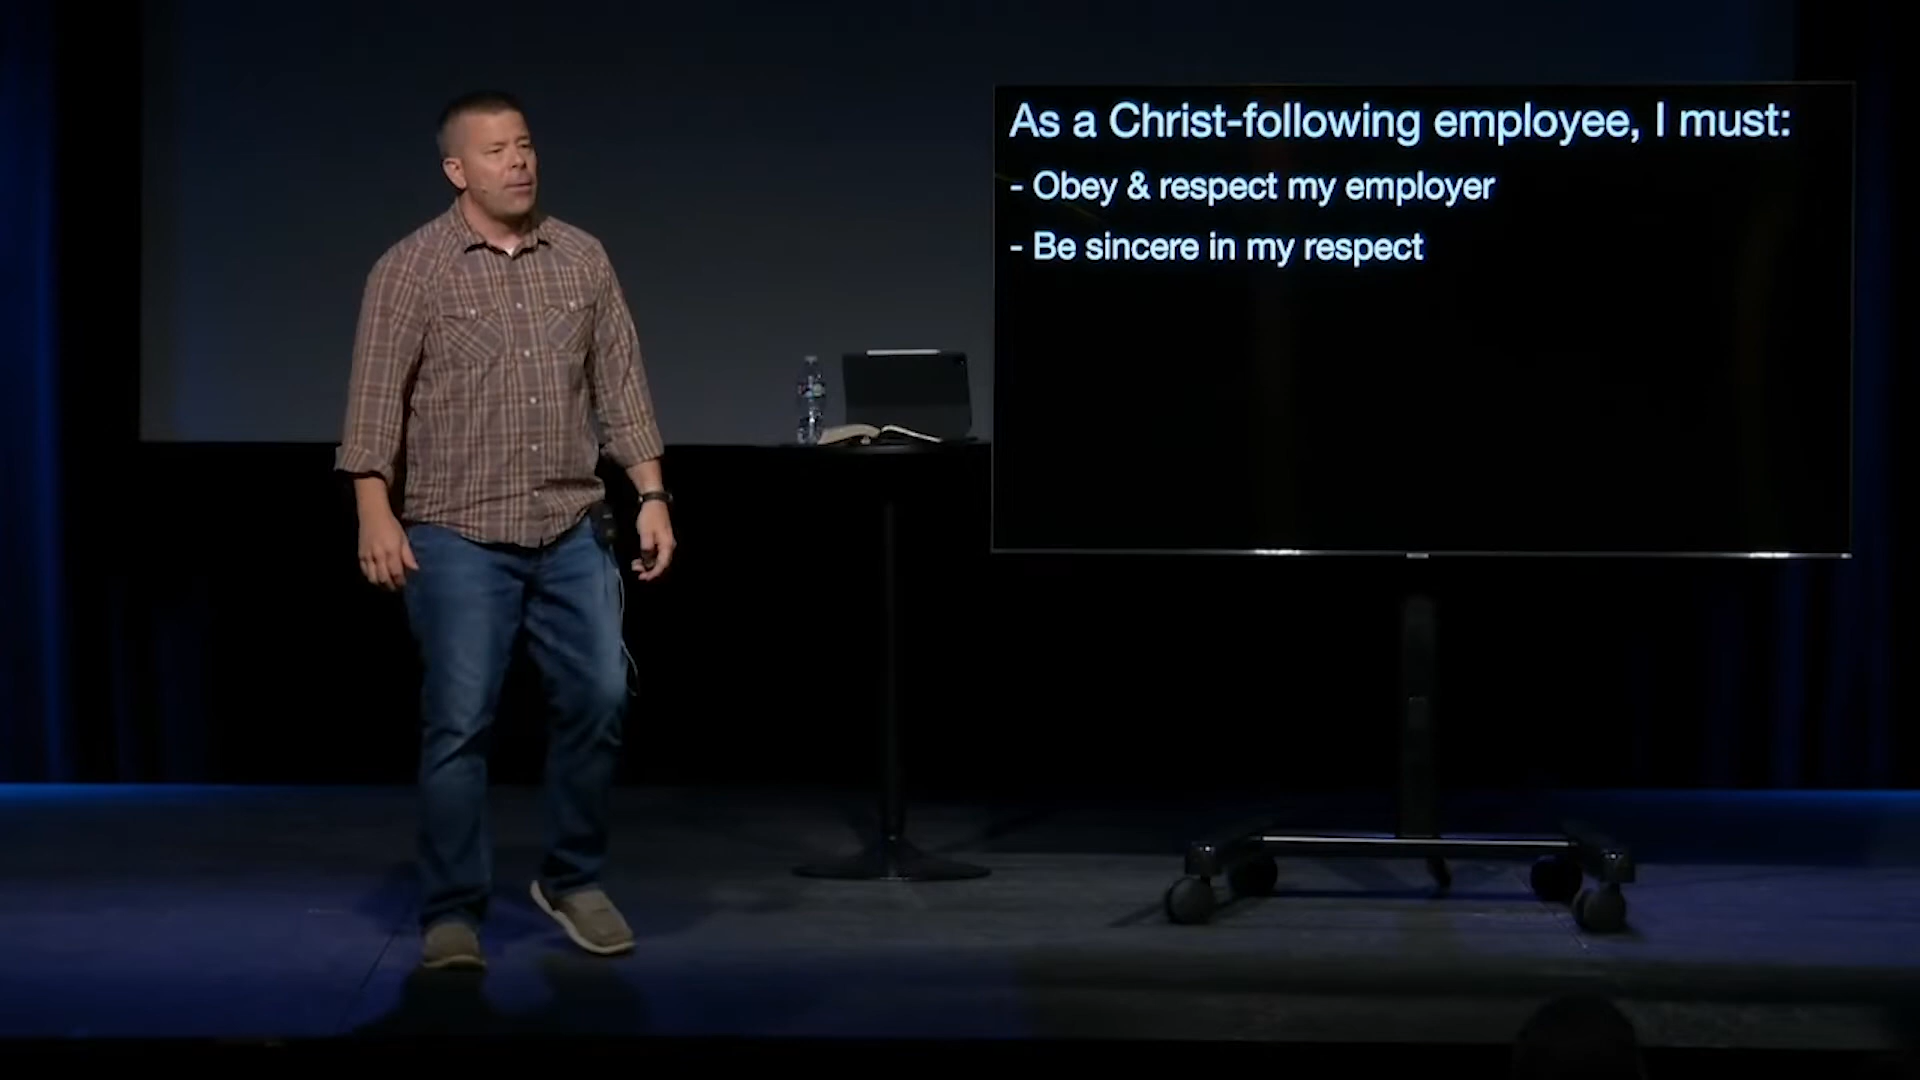 As a Christ-following employee, I must:
- Obey & respect my employer
- Be sincere in my respect